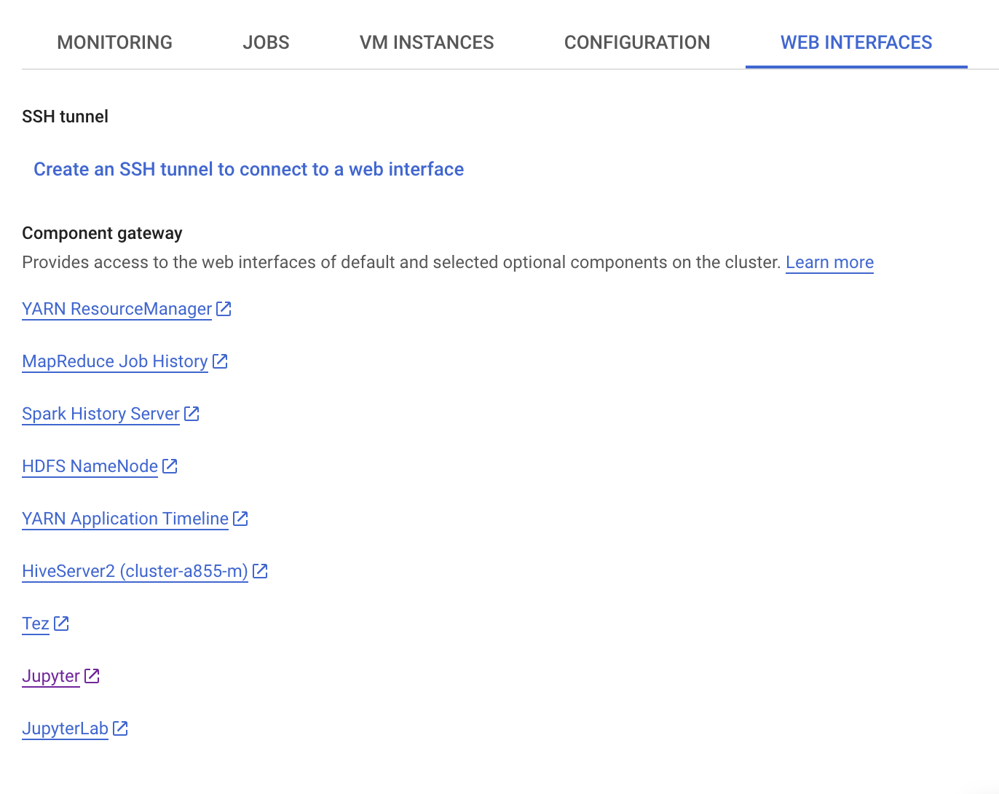 MONITORING JOBS VM INSTANCES CONFIGURATION WEB INTERFACES
SSH tunnel
Create an SSH tunnel to connect to a web interface
Component gateway
Provides access to the web interfaces of default and selected optional components on the cluster. Learn more
YARN ResourceManager
MapReduce Job History
Spark History Server
HDFS NameNode
YARN Application Timeline
HiveServer2 (cluster-a855-m)
Tez
Jupyter
JupyterLab